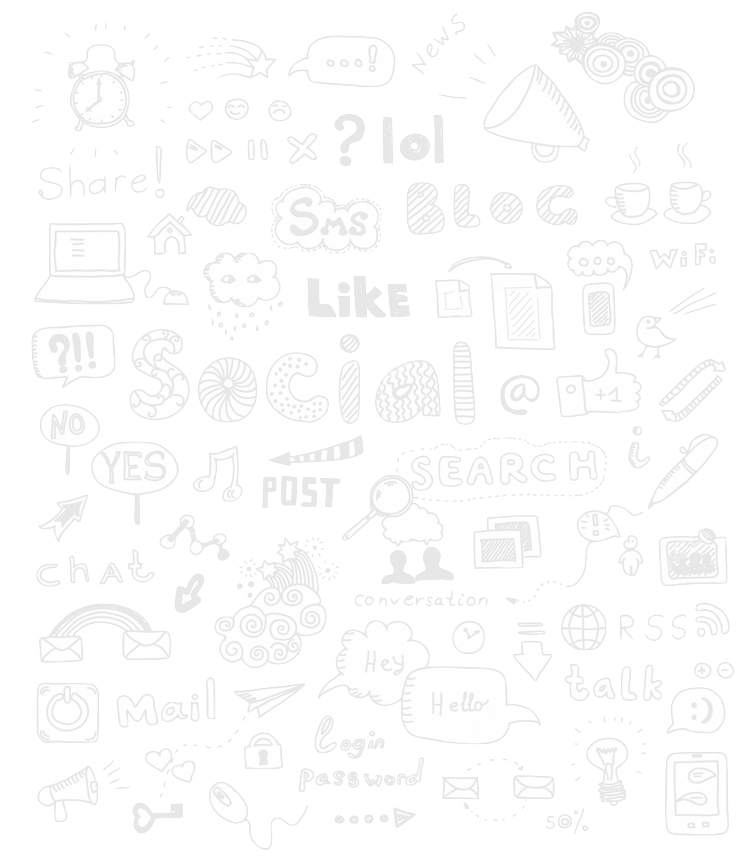 ...!
News
? lol
Share!
SMS
BLOG
LiKE
WiFi
?!!
Social
@
+1
NO
YES
i
POST
SEARCH
chAt
conversation
RSS
Hey
Hello
talk
Mail
:)
Login
password
50%